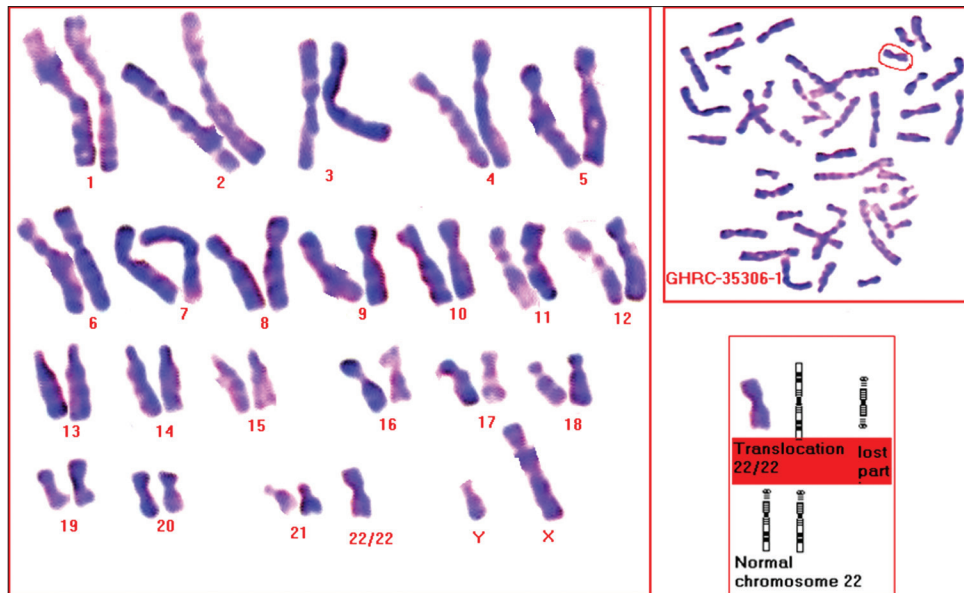 1 2 3 4 5
6 7 8 9 10 11 12
13 14 15 16 17 18
19 20 21 22/22 Y X
GHRC-35306-1
Translocation lost
22/22 part
Normal
chromosome 22